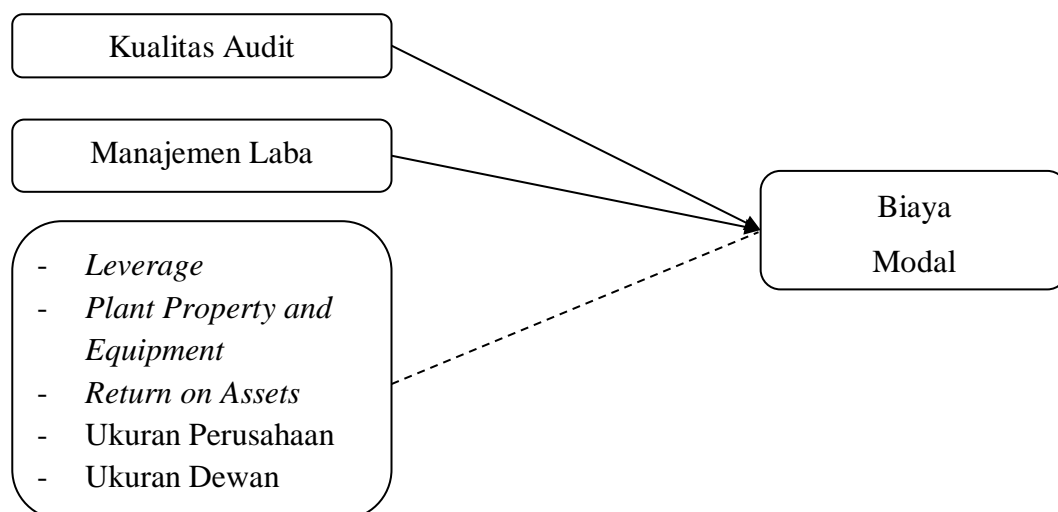 Kualitas Audit
Manajemen Laba
Biaya
Modal
- Leverage
- Plant Property and
Equipment
- Return on Assets
- Ukuran Perusahaan
- Ukuran Dewan